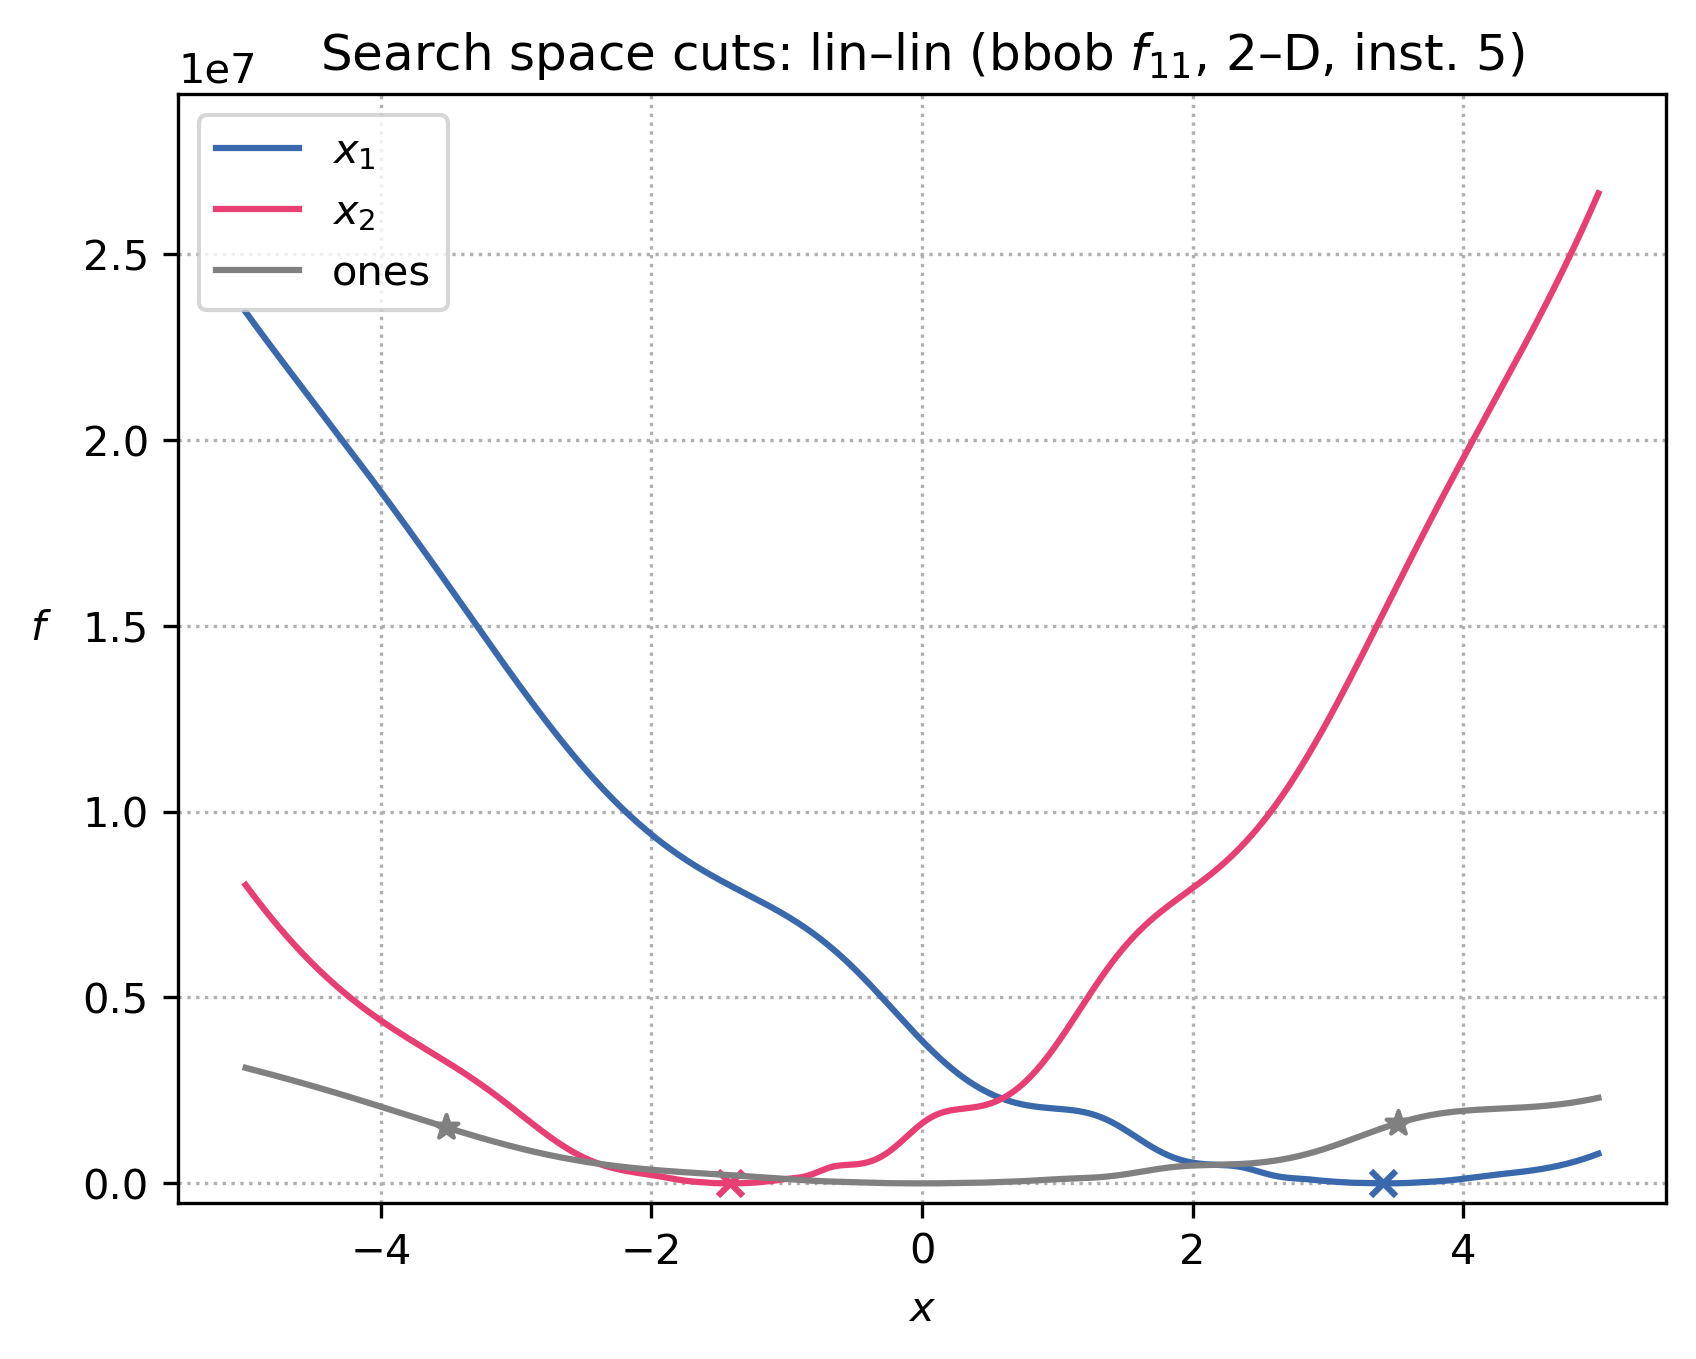 Search space cuts: lin–lin (bbob f₁₁, 2–D, inst. 5)
1e7
x₁
x₂
ones
2.5
2.0
1.5
1.0
0.5
0.0
f
−4 −2 0 2 4
x